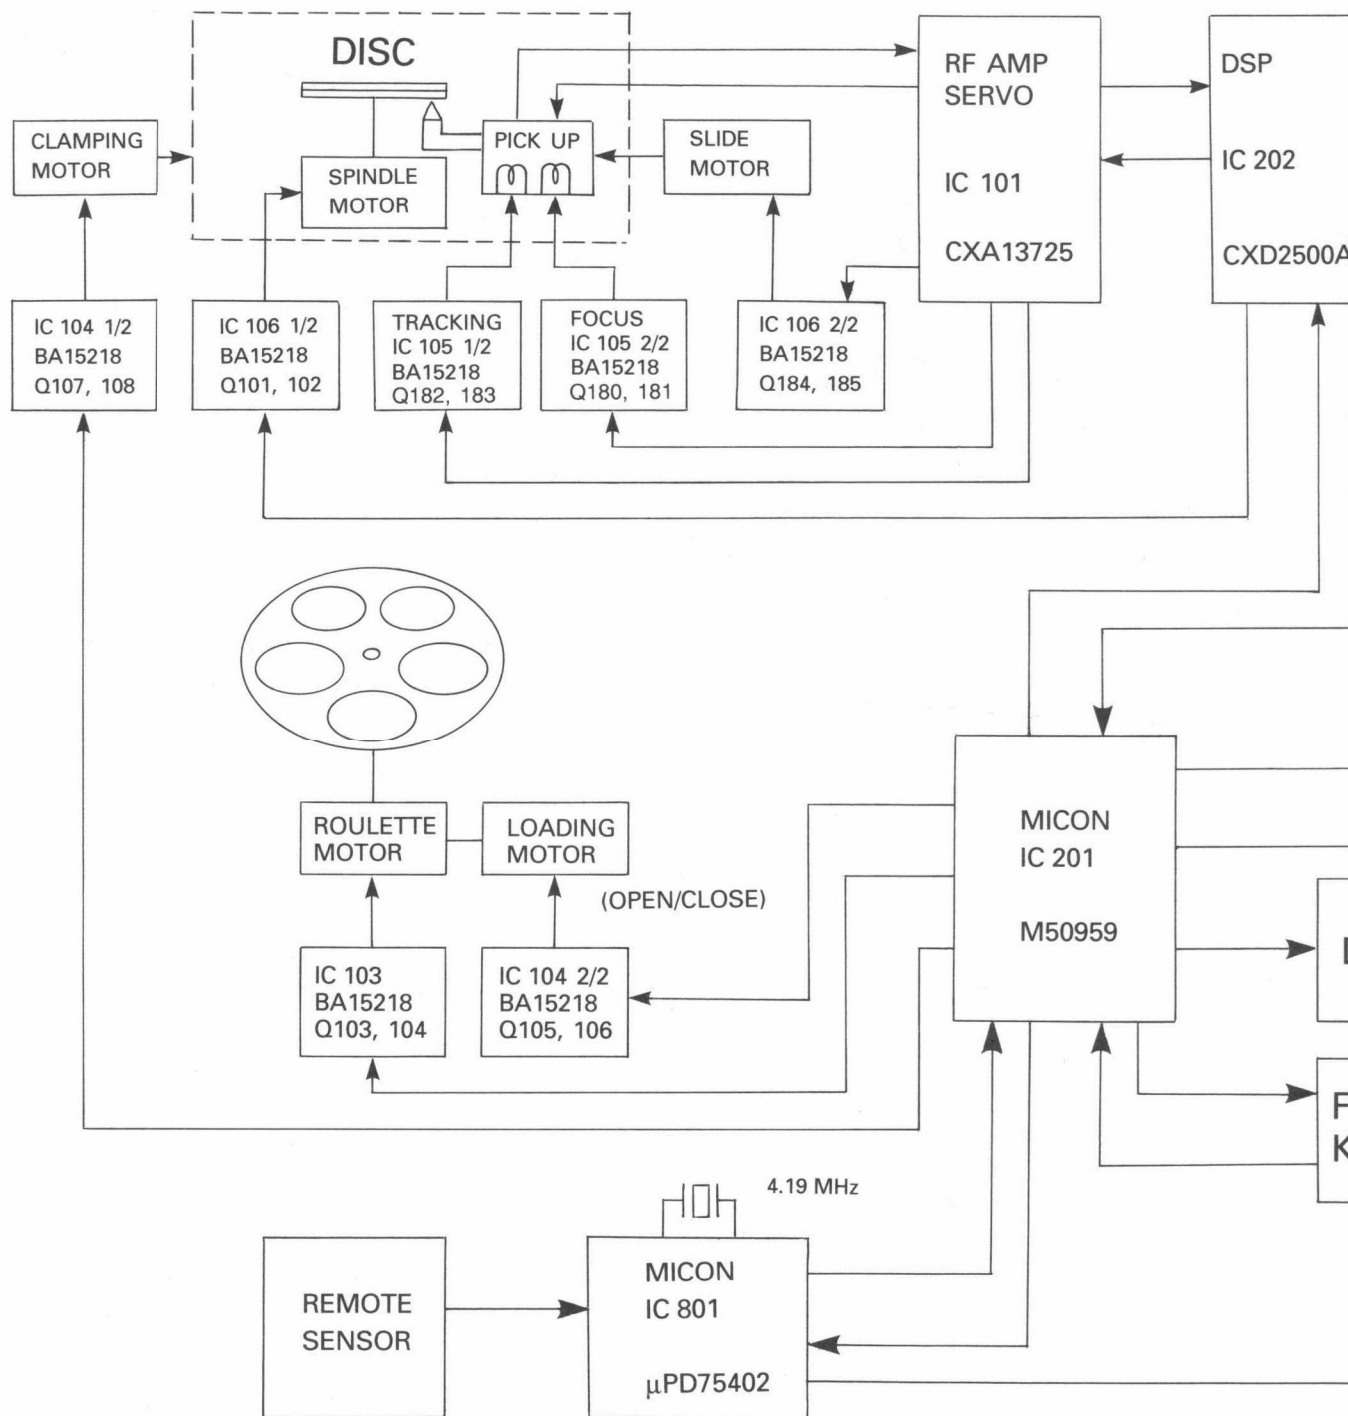 DISC
RF AMP
SERVO
IC 101
CXA13725
DSP
IC 202
CXD2500A
CLAMPING
MOTOR
SPINDLE
MOTOR
PICK UP
SLIDE
MOTOR
IC 104 1/2
BA15218
Q107, 108
IC 106 1/2
BA15218
Q101, 102
TRACKING
IC 105 1/2
BA15218
Q182, 183
FOCUS
IC 105 2/2
BA15218
Q180, 181
IC 106 2/2
BA15218
Q184, 185
ROULETTE
MOTOR
LOADING
MOTOR
(OPEN/CLOSE)
IC 103
BA15218
Q103, 104
IC 104 2/2
BA15218
Q105, 106
MICON
IC 201
M50959
K
4.19 MHz
REMOTE
SENSOR
MICON
IC 801
μPD75402